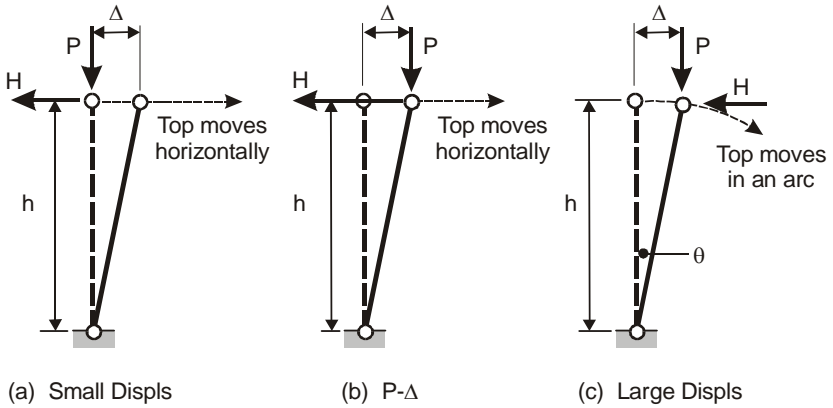 Δ
P
H
Top moves
horizontally
h
(a) Small Displs
Δ
P
H
Top moves
horizontally
h
(b) P-Δ
Δ
P
H
Top moves
in an arc
h
θ
(c) Large Displs